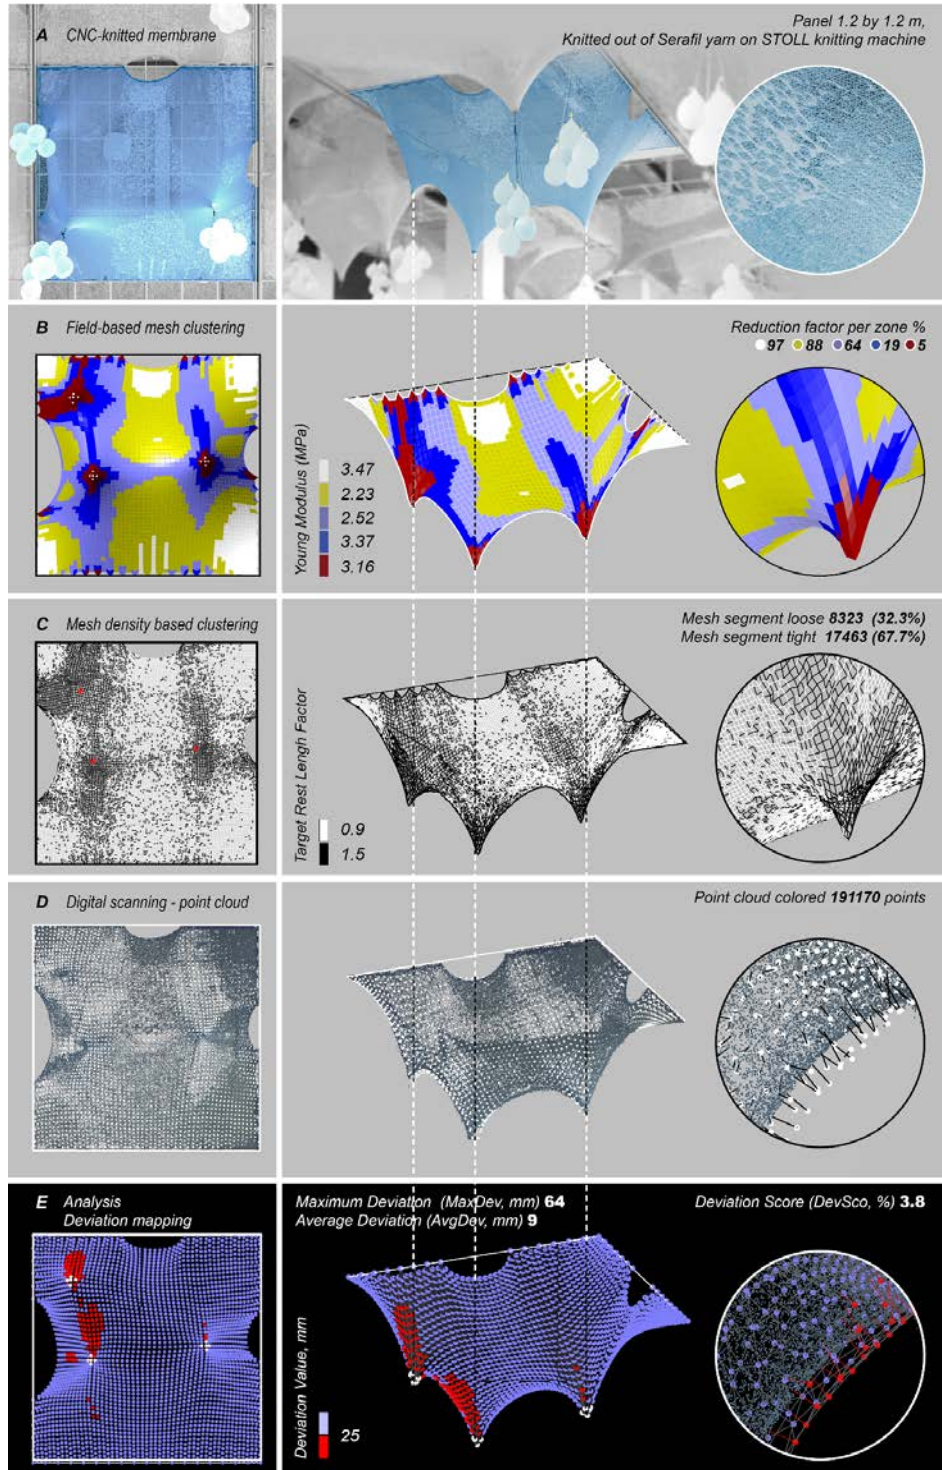 A CNC-knitted membrane
Panel 1.2 by 1.2 m,
Knitted out of Serafil yarn on STOLL knitting machine
B Field-based mesh clustering
Reduction factor per zone %
97 88 64 19 5
Young Modulus (MPa)
3.47
2.23
2.52
3.37
3.16
C Mesh density based clustering
Mesh segment loose 8323 (32.3%)
Mesh segment tight 17463 (67.7%)
Target Rest Lengh Factor
0.9
1.5
D Digital scanning - point cloud
Point cloud colored 191170 points
E Analysis
Deviation mapping
Maximum Deviation (MaxDev, mm) 64
Average Deviation (AvgDev, mm) 9
Deviation Score (DevSco, %) 3.8
Deviation Value, mm
25